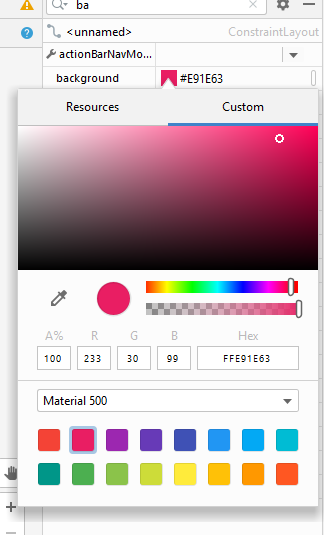 ba
<unnamed>
ConstraintLayout
actionBarNavMo...
background
#E91E63
Resources
Custom
A% R G B Hex
100 233 30 99 FFE91E63
Material 500